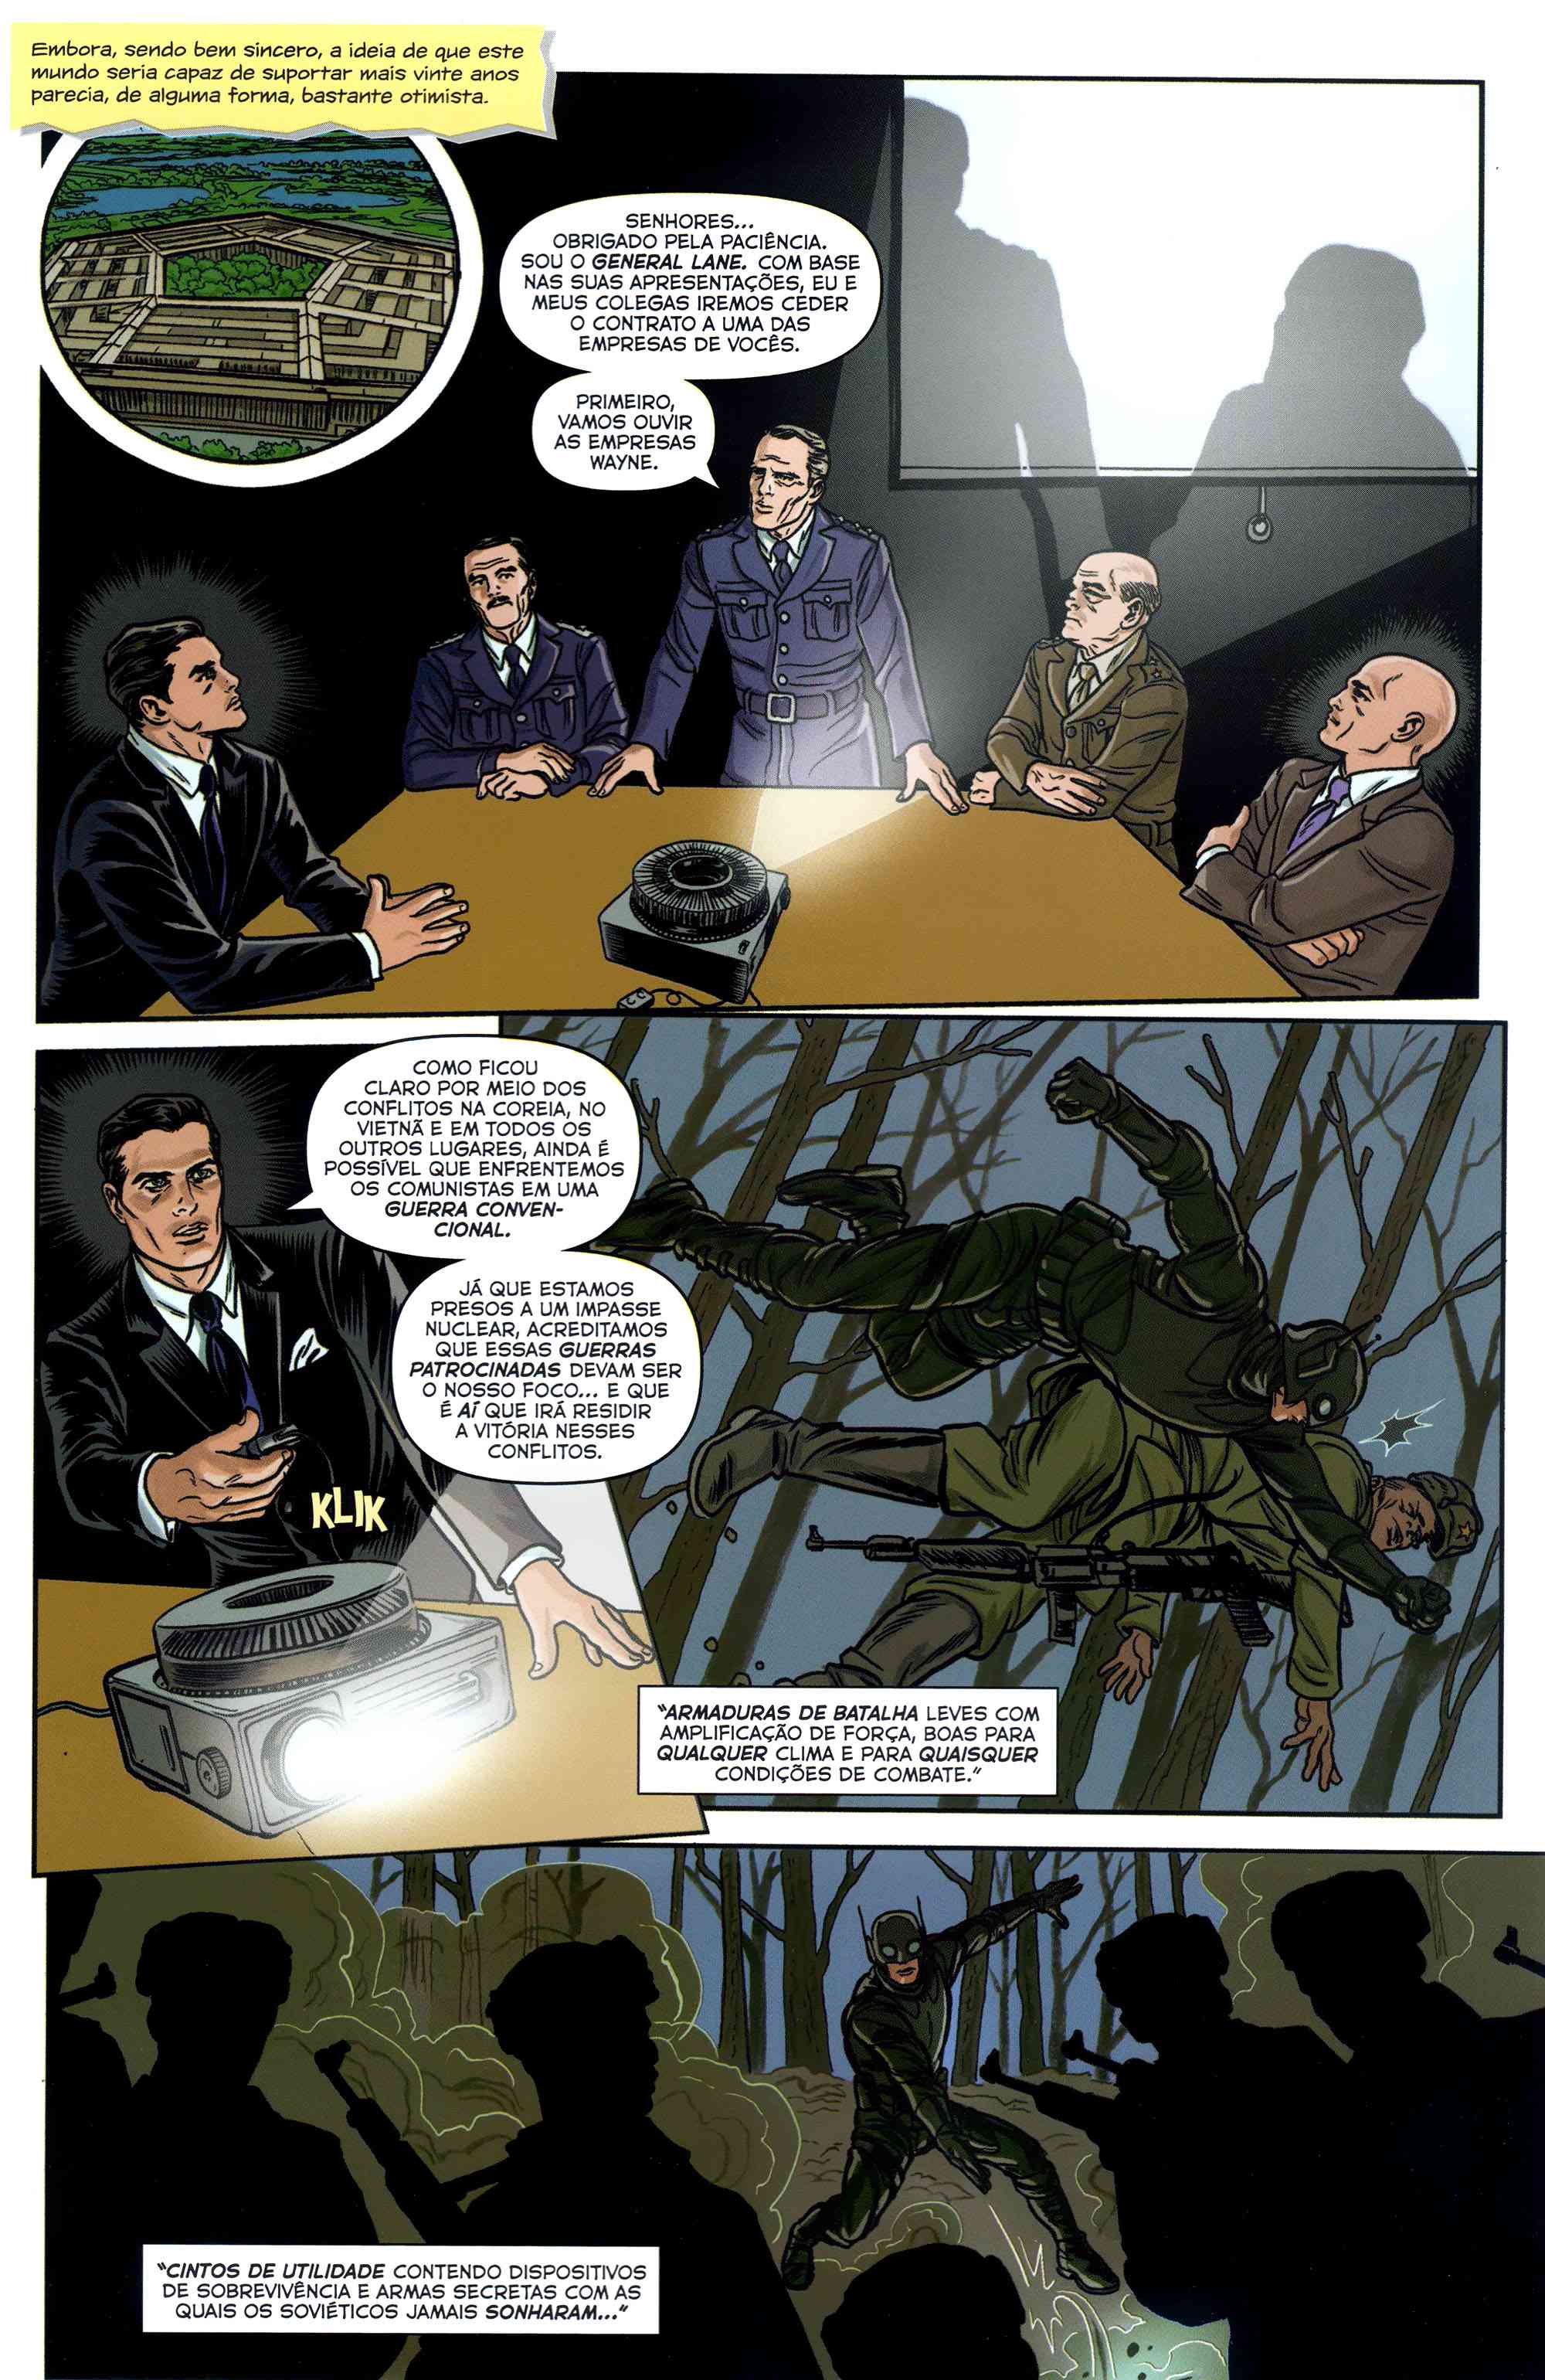 Embora, sendo bem sincero, a ideia de que este
mundo seria capaz de suportar mais vinte anos
parecia, de alguma forma, bastante otimista.
SENHORES...
OBRIGADO PELA PACIÊNCIA.
SOU O GENERAL LANE. COM BASE
NAS SUAS APRESENTAÇÕES, EU E
MEUS COLEGAS IREMOS CEDER
O CONTRATO A UMA DAS
EMPRESAS DE VOCÊS.
PRIMEIRO,
VAMOS OUVIR
AS EMPRESAS
WAYNE.
COMO FICOU
CLARO POR MEIO DOS
CONFLITOS NA COREIA, NO
VIETNÃ E EM TODOS OS
OUTROS LUGARES, AINDA É
POSSÍVEL QUE ENFRENTEMOS
OS COMUNISTAS EM UMA
GUERRA CONVEN-
CIONAL.
JÁ QUE ESTAMOS
PRESOS A UM IMPASSE
NUCLEAR, ACREDITAMOS
QUE ESSAS GUERRAS
PATROCINADAS DEVAM SER
O NOSSO FOCO... E QUE
É AÍ QUE IRÁ RESIDIR
A VITÓRIA NESSES
CONFLITOS.
KLIK
"ARMADURAS DE BATALHA LEVES COM
AMPLIFICAÇÃO DE FORÇA, BOAS PARA
QUALQUER CLIMA E PARA QUAISQUER
CONDIÇÕES DE COMBATE."
"CINTOS DE UTILIDADE CONTENDO DISPOSITIVOS
DE SOBREVIVÊNCIA E ARMAS SECRETAS COM AS
QUAIS OS SOVIÉTICOS JAMAIS SONHARAM..."